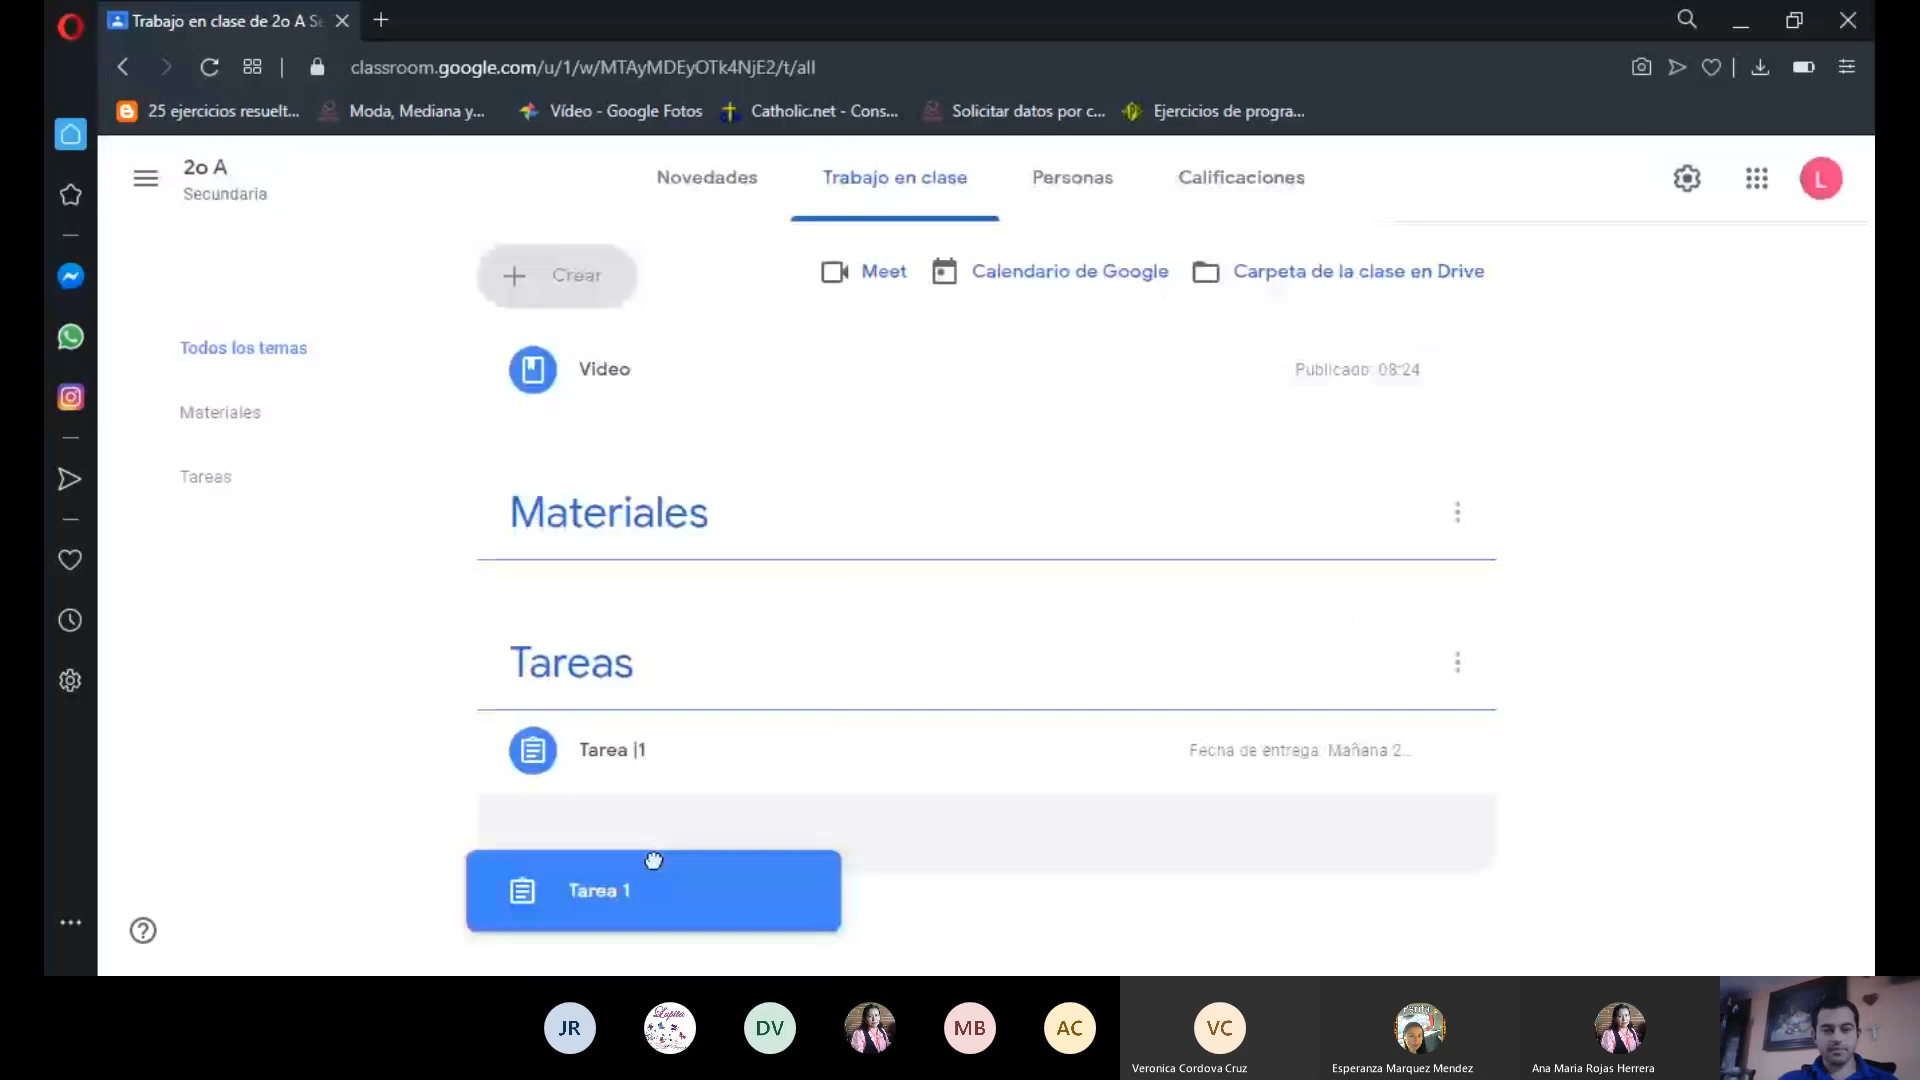 Trabajo en clase de 2o A Se
classroom.google.com/u/1/w/MTAyMDEyOTk4NjE2/t/all
25 ejercicios resuelt...
Moda, Mediana y...
Vídeo - Google Fotos
Catholic.net - Cons...
Solicitar datos por c...
Ejercicios de progra...
2o A
Secundaria
Novedades
Trabajo en clase
Personas
Calificaciones
L
Crear
Meet
Calendario de Google
Carpeta de la clase en Drive
Todos los temas
Materiales
Tareas
Video
Publicado: 08:24
Materiales
Tareas
Tarea |1
Fecha de entrega: Mañana 2...
Tarea 1
JR
Lupita
DV
MB
AC
VC
Veronica Cordova Cruz
Esperanza Marquez Mendez
Ana Maria Rojas Herrera